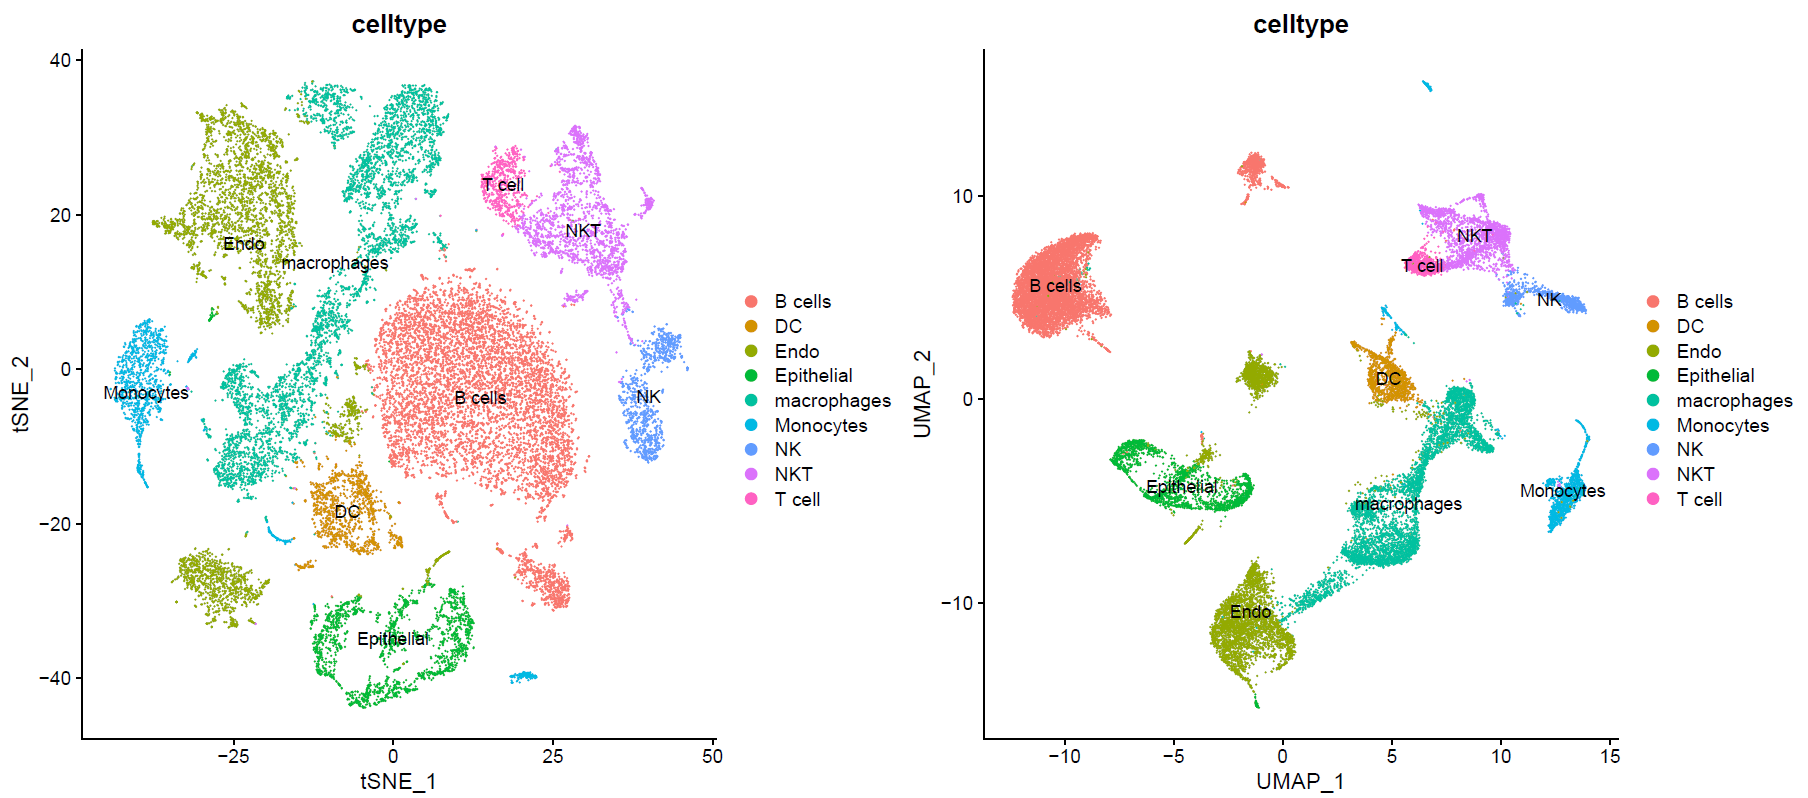 celltype
40
20
0
−20
−40
tSNE_2
−25
0
25
50
tSNE_1
T cell
NKT
Endo
macrophages
Monocytes
B cells
NK
DC
Epithelial
B cells
DC
Endo
Epithelial
macrophages
Monocytes
NK
NKT
T cell
celltype
10
0
−10
UMAP_2
−10
−5
0
5
10
15
UMAP_1
NKT
T cell
B cells
NK
DC
Epithelial
Monocytes
macrophages
Endo
B cells
DC
Endo
Epithelial
macrophages
Monocytes
NK
NKT
T cell